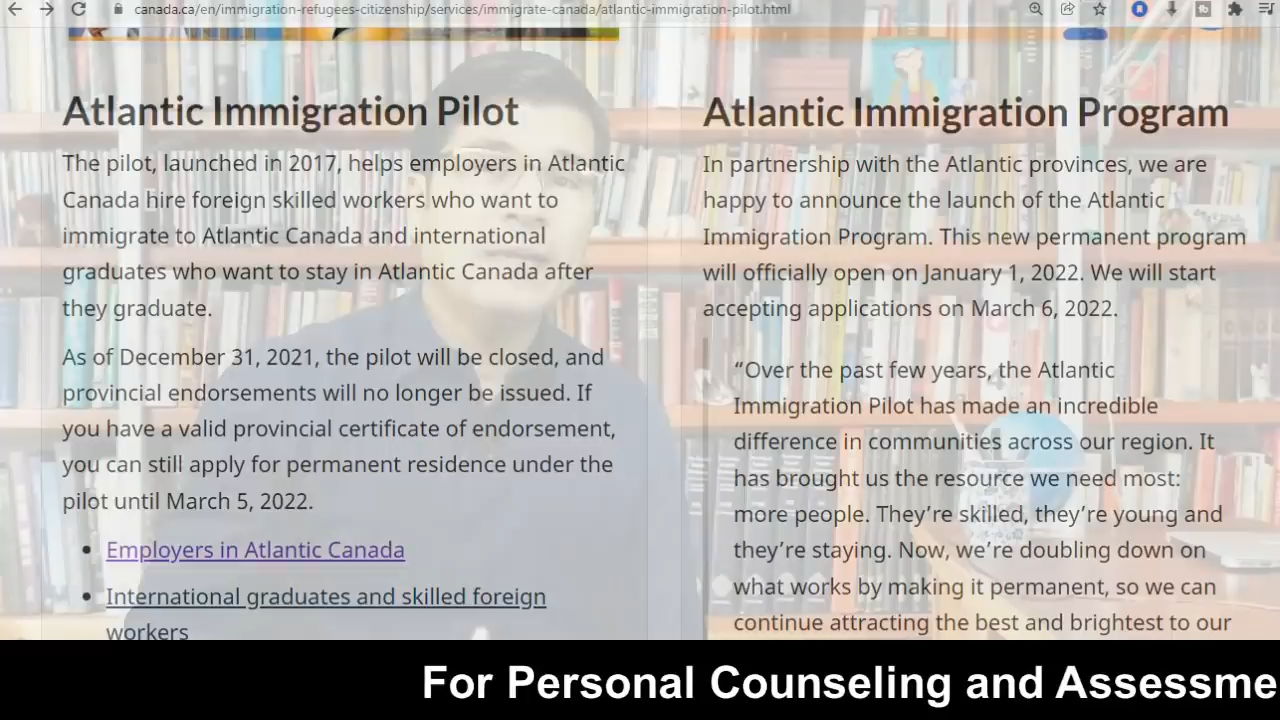 canada.ca/en/immigration-refugees-citizenship/services/immigrate-canada/atlantic-immigration-pilot.html
Atlantic Immigration Pilot
The pilot, launched in 2017, helps employers in Atlantic
Canada hire foreign skilled workers who want to
immigrate to Atlantic Canada and international
graduates who want to stay in Atlantic Canada after
they graduate.
As of December 31, 2021, the pilot will be closed, and
provincial endorsements will no longer be issued. If
you have a valid provincial certificate of endorsement,
you can still apply for permanent residence under the
pilot until March 5, 2022.
• Employers in Atlantic Canada
• International graduates and skilled foreign
workers
Atlantic Immigration Program
In partnership with the Atlantic provinces, we are
happy to announce the launch of the Atlantic
Immigration Program. This new permanent program
will officially open on January 1, 2022. We will start
accepting applications on March 6, 2022.
“Over the past few years, the Atlantic
Immigration Pilot has made an incredible
difference in communities across our region. It
has brought us the resource we need most:
more people. They’re skilled, they’re young and
they’re staying. Now, we’re doubling down on
what works by making it permanent, so we can
continue attracting the best and brightest to our
For Personal Counseling and Assessme